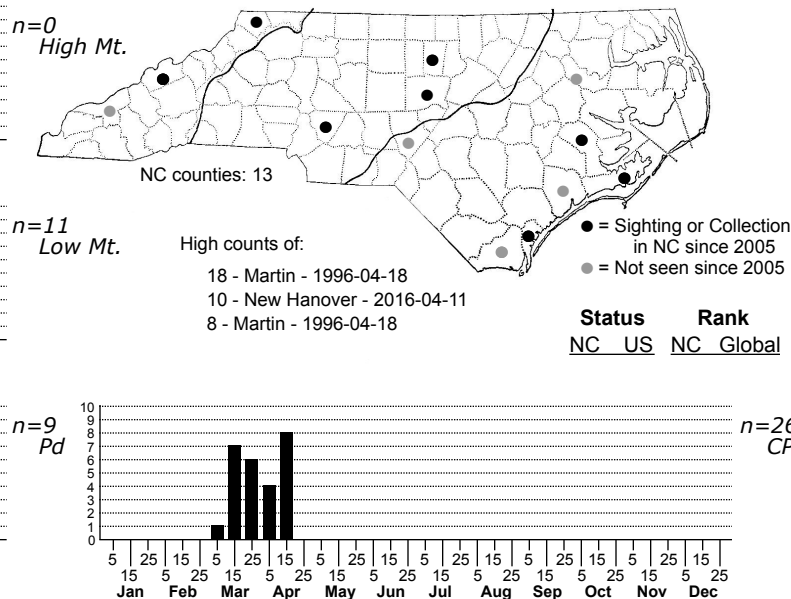 n=0
High Mt.
NC counties: 13
n=11
Low Mt.
High counts of:
18 - Martin - 1996-04-18
10 - New Hanover - 2016-04-11
8 - Martin - 1996-04-18
● = Sighting or Collection
in NC since 2005
● = Not seen since 2005
Status Rank
NC US NC Global
n=9
Pd
10
9
8
7
6
5
4
3
2
1
0
n=26
CP
5 25 15 5 25 15 5 25 15 5 25 15 5 25 15 5 25 15
15 5 25 15 5 25 15 5 25 15 5 25 15 5 25 15 5 25
Jan Feb Mar Apr May Jun Jul Aug Sep Oct Nov Dec